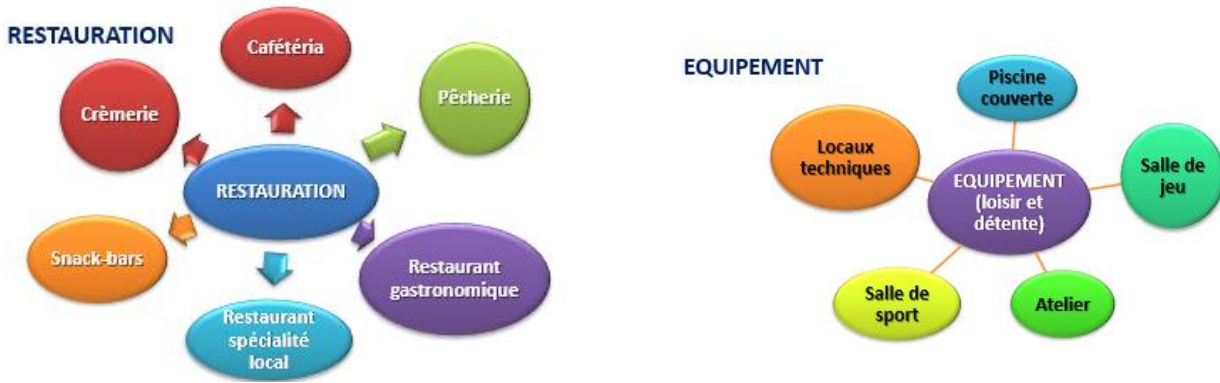 RESTAURATION
Cafétéria
Pêcherie
Crèmerie
RESTAURATION
Snack-bars
Restaurant
gastronomique
Restaurant
spécialité
local
EQUIPEMENT
Piscine
couverte
Locaux
techniques
Salle de
jeu
EQUIPEMENT
(loisir et
détente)
Salle de
sport
Atelier